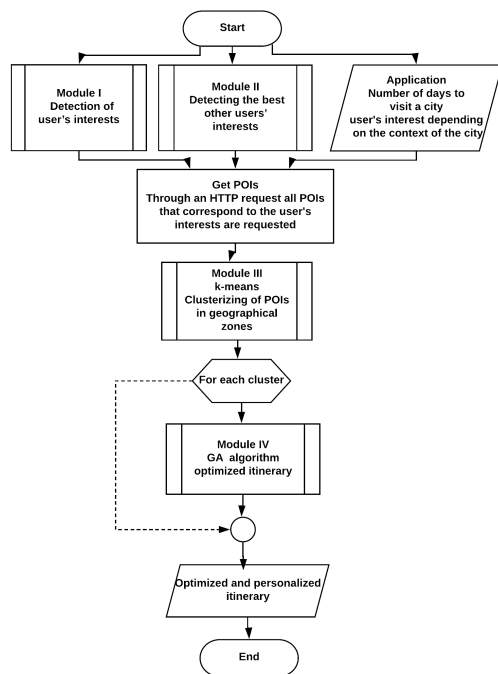 Start
Module I
Detection of
user's interests
Module II
Detecting the best
other users'
interests
Application
Number of days to
visit a city
user's interest depending
on the context of the city
Get POIs
Through an HTTP request all POIs
that correspond to the user's
interests are requested
Module III
k-means
Clusterizing of POIs
in geographical
zones
For each cluster
Module IV
GA algorithm
optimized itinerary
Optimized and personalized
itinerary
End